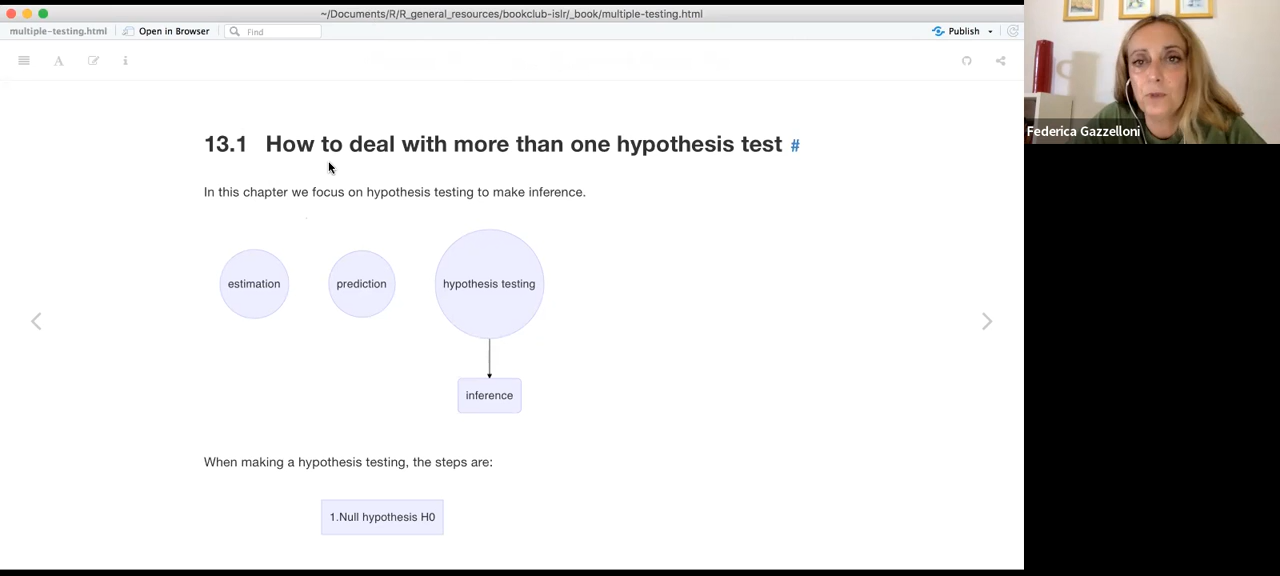 ~/Documents/R/R_general_resources/bookclub-islr/_book/multiple-testing.html
multiple-testing.html
Open in Browser
Find
Publish
A
i
13.1 How to deal with more than one hypothesis test #
In this chapter we focus on hypothesis testing to make inference.
estimation
prediction
hypothesis testing
inference
When making a hypothesis testing, the steps are:
1.Null hypothesis H0
Federica Gazzelloni